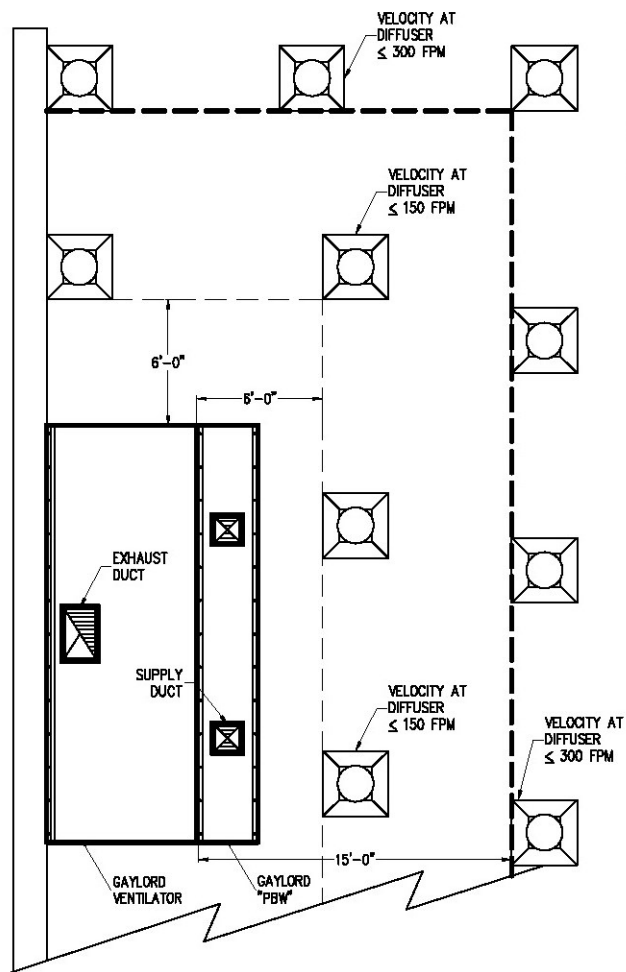 VELOCITY AT
DIFFUSER
≤ 300 FPM
VELOCITY AT
DIFFUSER
≤ 150 FPM
6'-0"
6'-0"
EXHAUST
DUCT
SUPPLY
DUCT
VELOCITY AT
DIFFUSER
≤ 150 FPM
VELOCITY AT
DIFFUSER
≤ 300 FPM
15'-0"
GAYLORD
VENTILATOR
GAYLORD
"PBW"